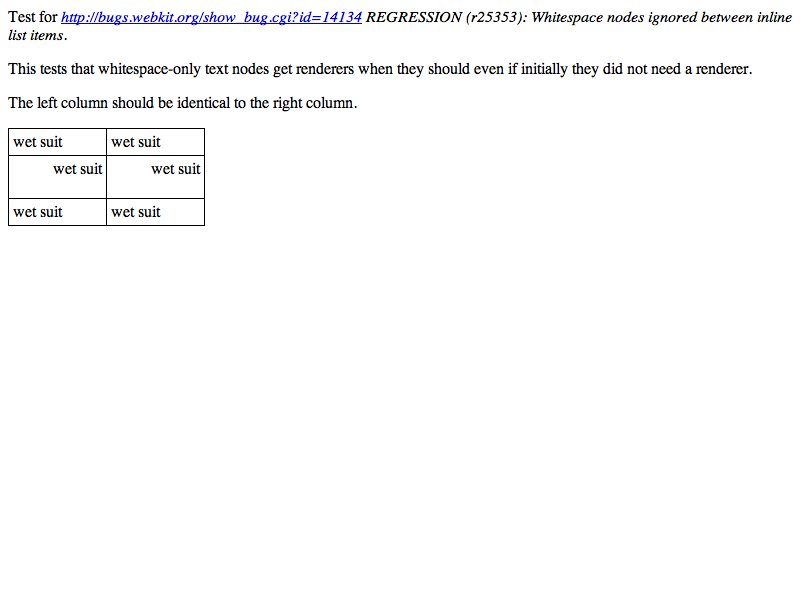 Test for http://bugs.webkit.org/show_bug.cgi?id=14134 REGRESSION (r25353): Whitespace nodes ignored between inline
list items.
This tests that whitespace-only text nodes get renderers when they should even if initially they did not need a renderer.
The left column should be identical to the right column.
wet suit wet suit
wet suit wet suit
wet suit wet suit